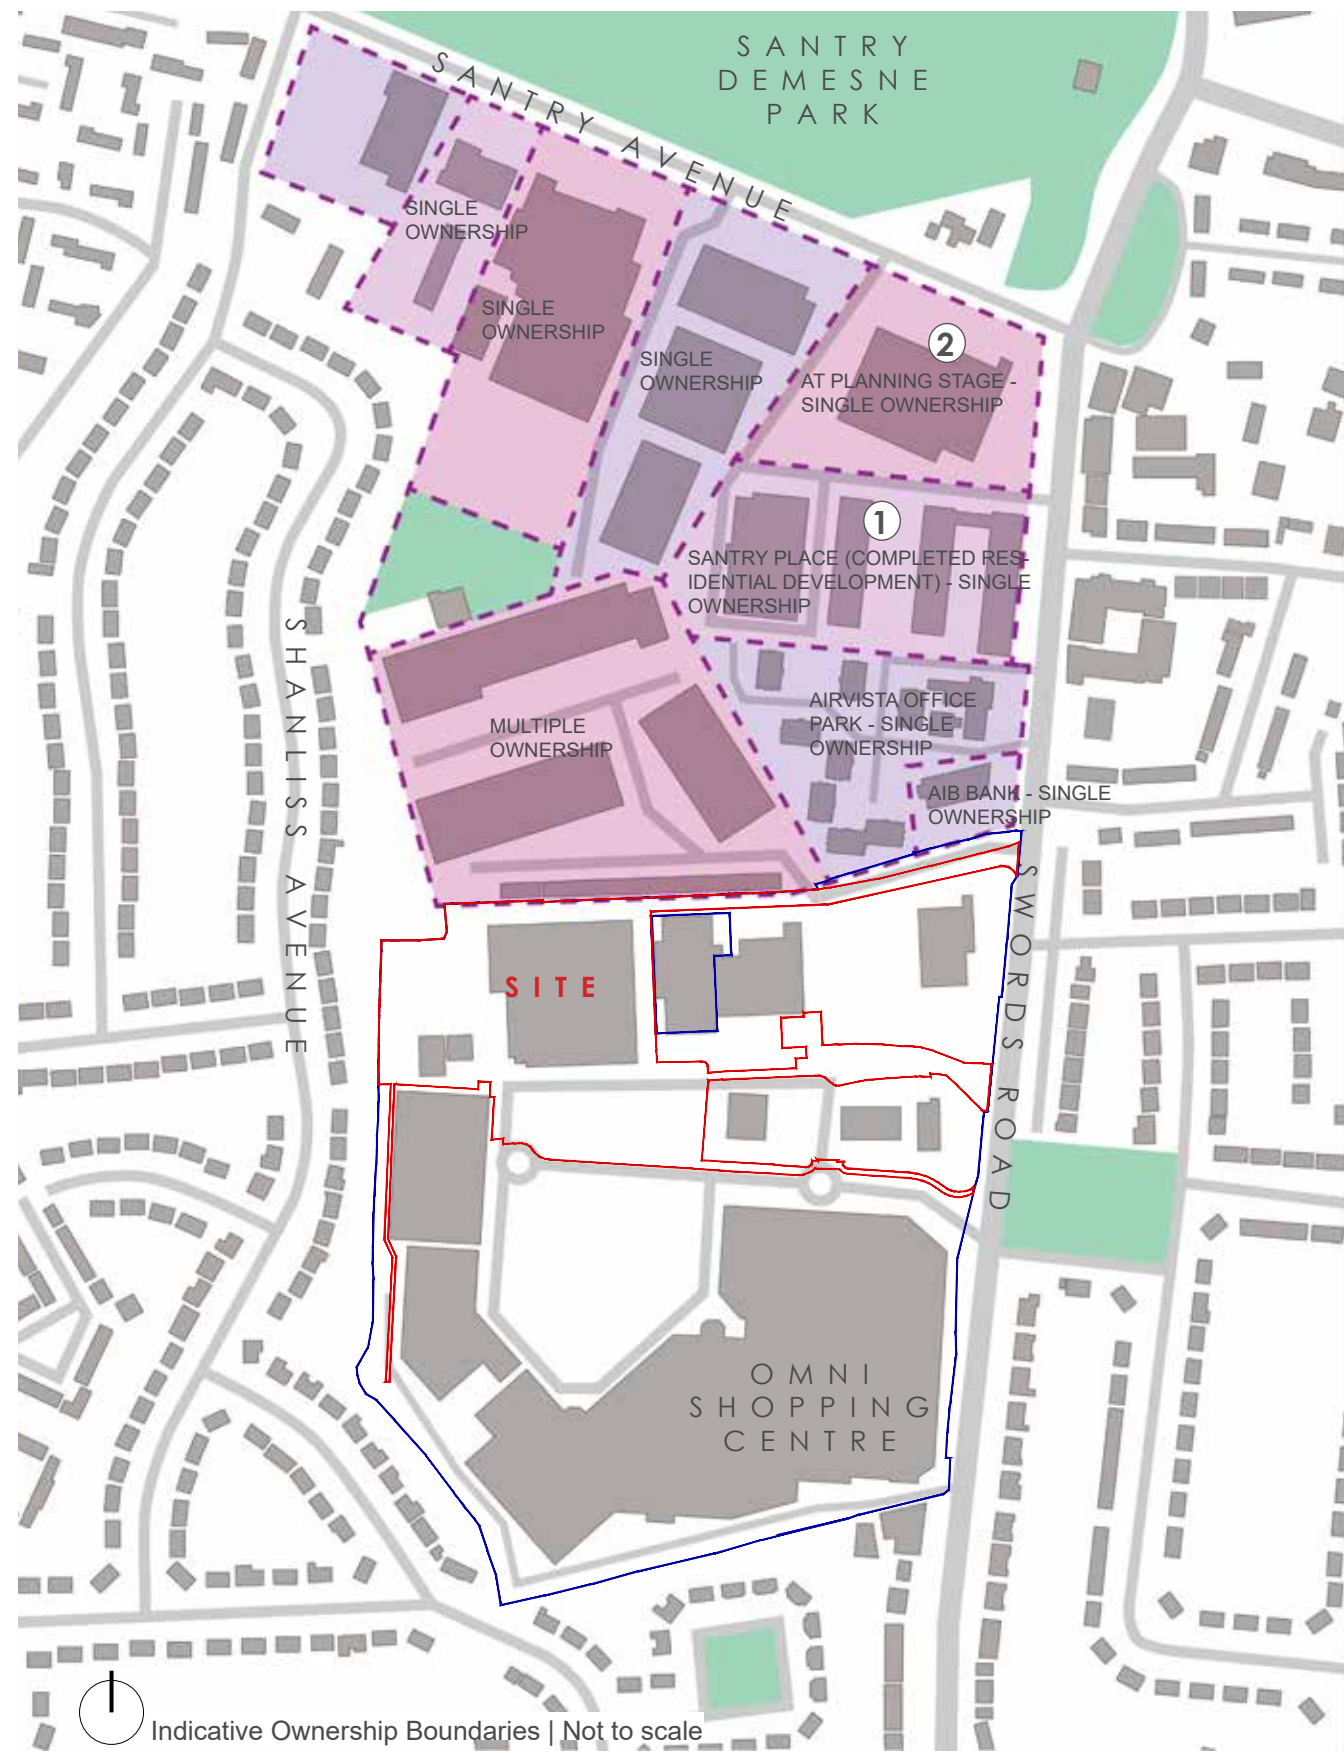 SANTRY
DEMESNE
PARK
SANTRY AVENUE
SINGLE
OWNERSHIP
SINGLE
OWNERSHIP
SINGLE
OWNERSHIP
2
AT PLANNING STAGE -
SINGLE OWNERSHIP
1
SANTRY PLACE (COMPLETED RES-
IDENTIAL DEVELOPMENT) - SINGLE
OWNERSHIP
SHANLISS AVENUE
MULTIPLE
OWNERSHIP
AIRVISTA OFFICE
PARK - SINGLE
OWNERSHIP
AIB BANK - SINGLE
OWNERSHIP
SWORDS ROAD
SITE
OMNI
SHOPPING
CENTRE
Indicative Ownership Boundaries | Not to scale